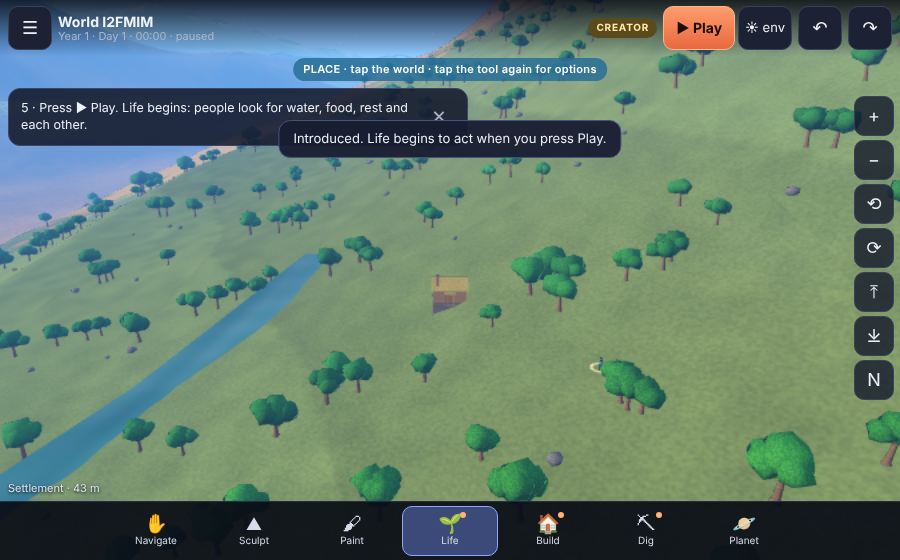 World I2FMIM
Year 1 · Day 1 · 00:00 · paused
CREATOR
▶ Play
☀ env
PLACE · tap the world · tap the tool again for options
5 · Press ▶ Play. Life begins: people look for water, food, rest and
each other.
Introduced. Life begins to act when you press Play.
N
Settlement · 43 m
Navigate
Sculpt
Paint
Life
Build
Dig
Planet